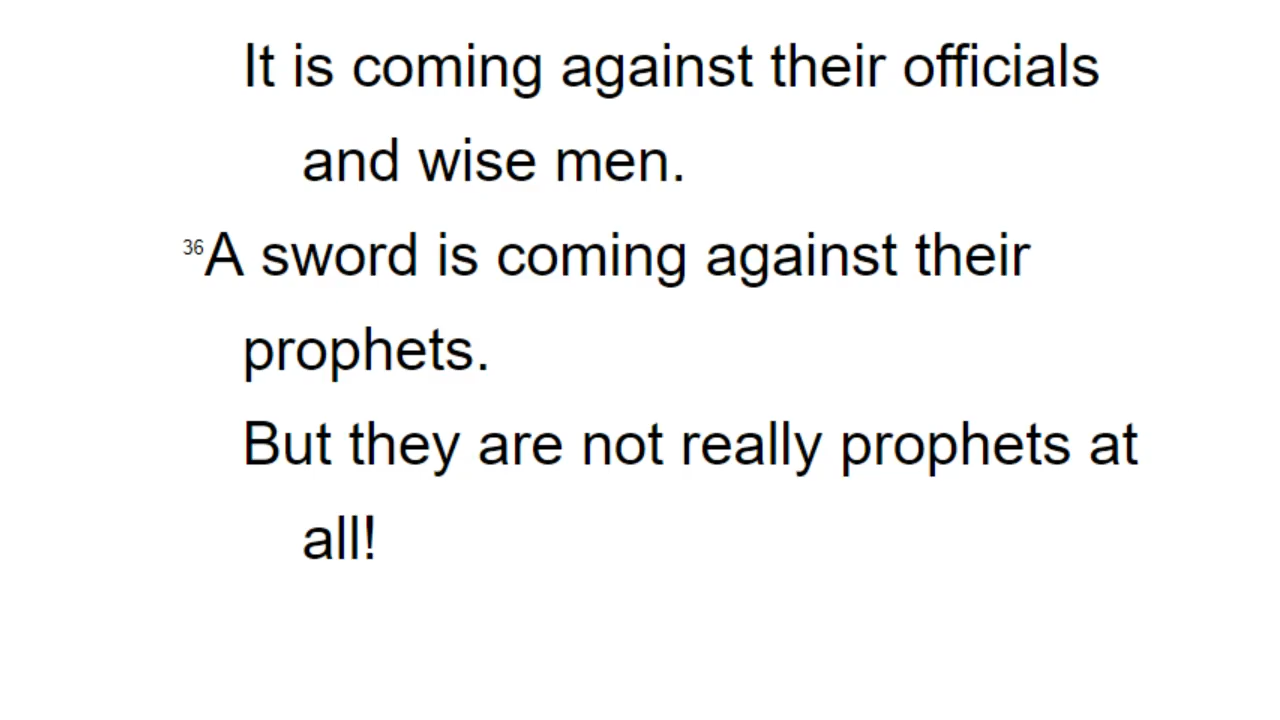 It is coming against their officials
and wise men.
36A sword is coming against their
prophets.
But they are not really prophets at
all!